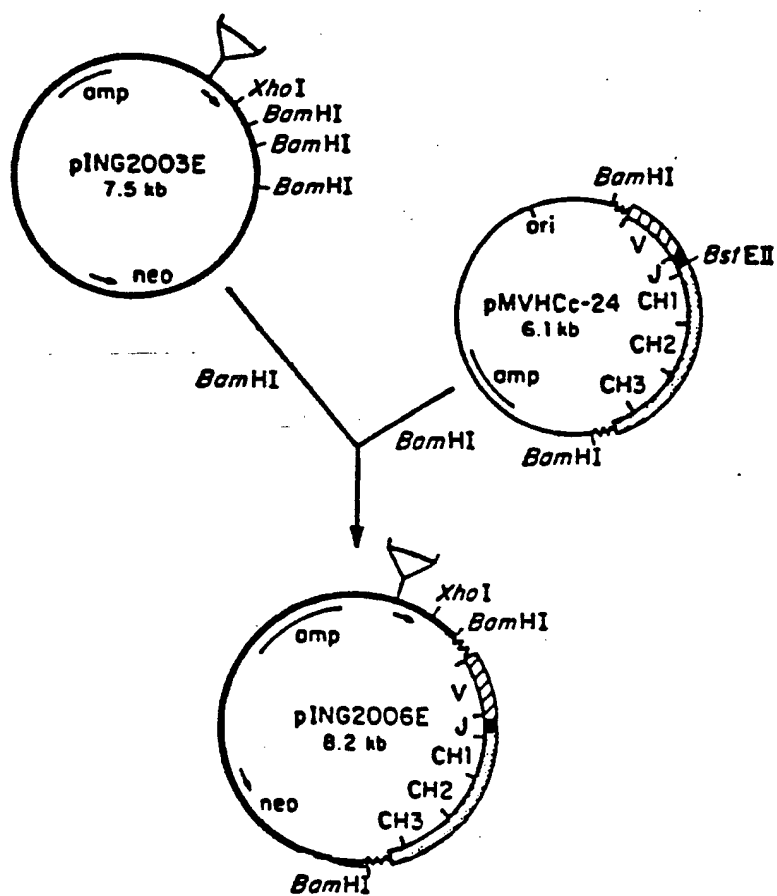 amp
XhoI
BamHI
BamHI
BamHI
pING2003E
7.5 kb
neo
BamHI
ori
V
J
BstEII
pMVHCc-24
6.1 kb
CH1
CH2
CH3
amp
BamHI
BamHI
BamHI
XhoI
BamHI
amp
V
pING2006E
8.2 kb
J
CH1
CH2
CH3
neo
BamHI